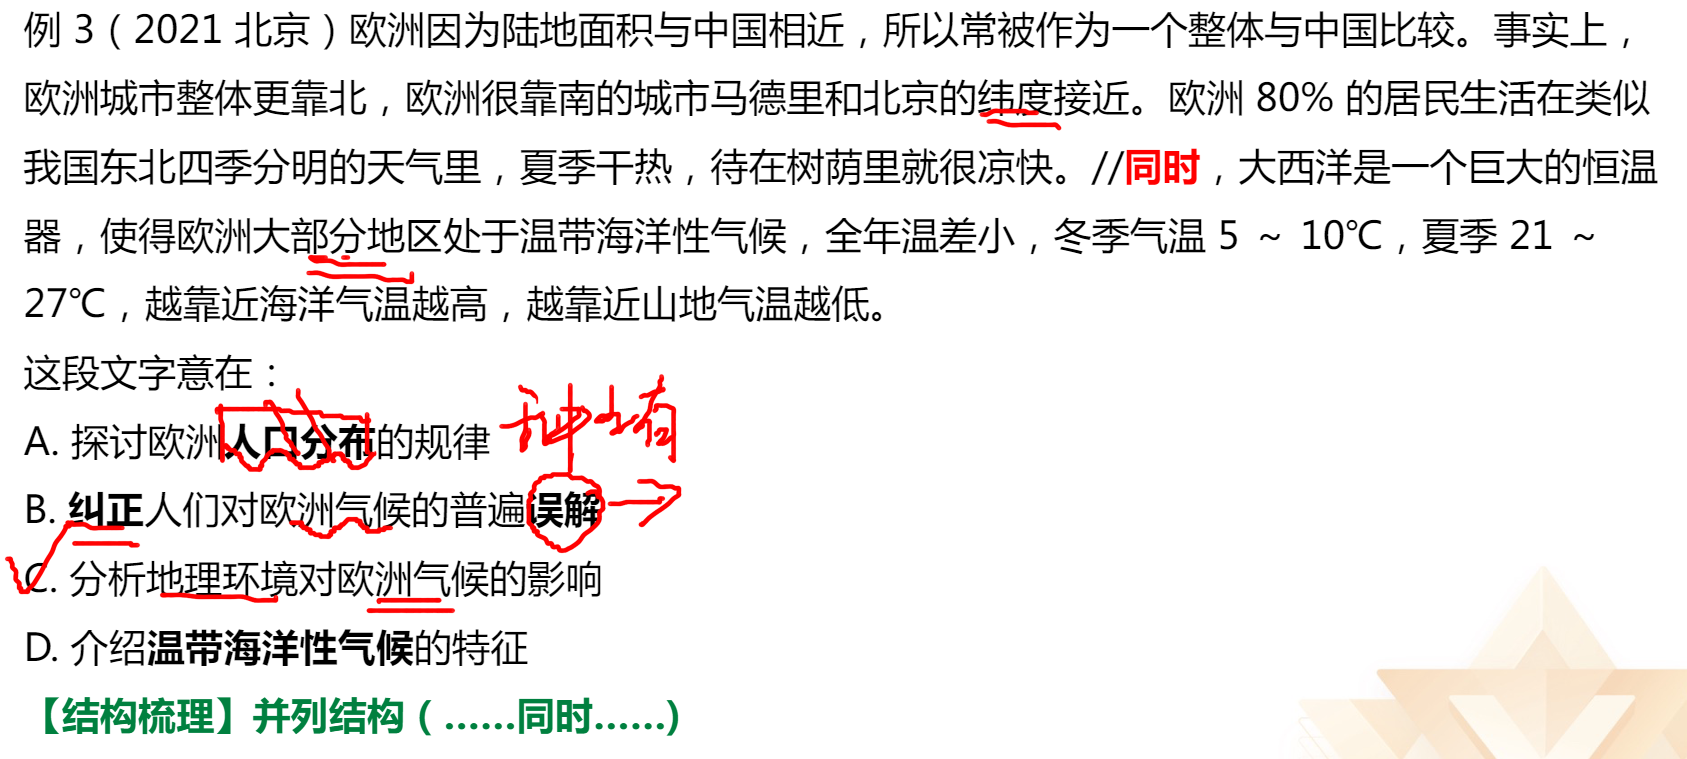 例 3（2021 北京）欧洲因为陆地面积与中国相近，所以常被作为一个整体与中国比较。事实上，
欧洲城市整体更靠北，欧洲很靠南的城市马德里和北京的纬度接近。欧洲 80% 的居民生活在类似
我国东北四季分明的天气里，夏季干热，待在树荫里就很凉快。//同时，大西洋是一个巨大的恒温
器，使得欧洲大部分地区处于温带海洋性气候，全年温差小，冬季气温 5 ～ 10℃，夏季 21 ～
27℃，越靠近海洋气温越高，越靠近山地气温越低。
这段文字意在：
A. 探讨欧洲人口分布的规律
B. 纠正人们对欧洲气候的普遍误解
C. 分析地理环境对欧洲气候的影响
D. 介绍温带海洋性气候的特征
【结构梳理】并列结构（……同时……)